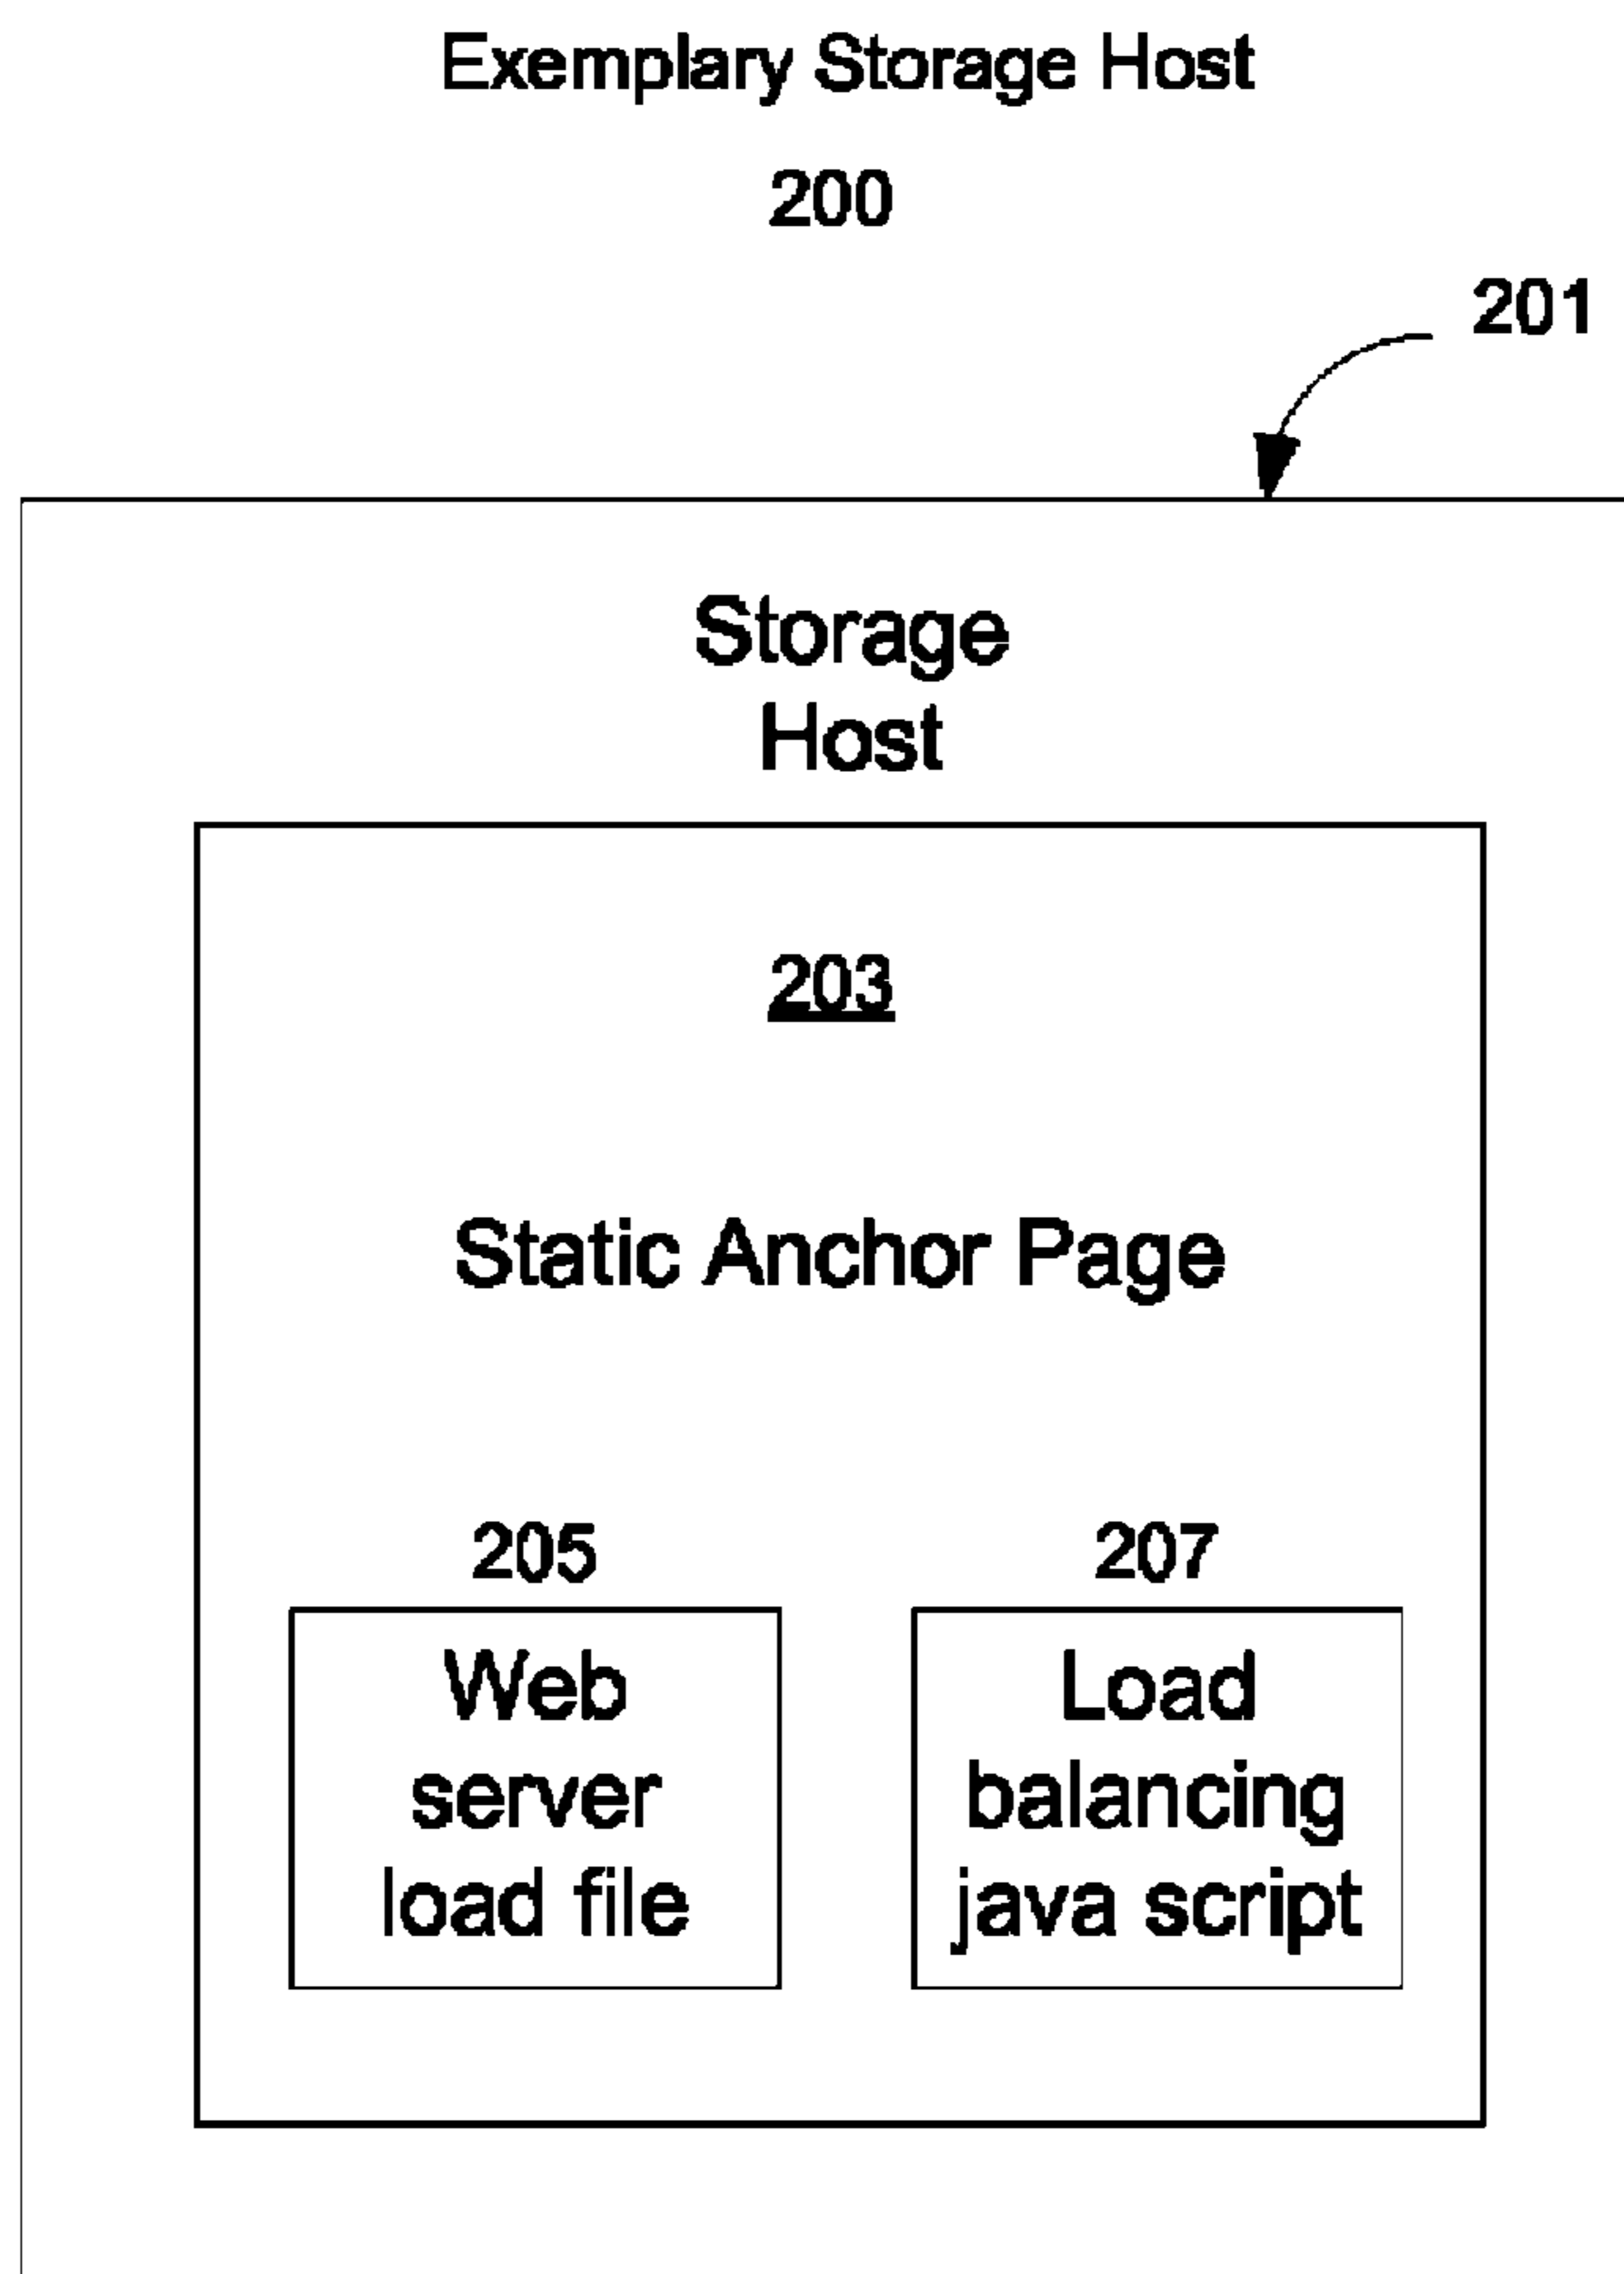 Exemplary Storage Host
200
201
Storage
Host
203
Static Anchor Page
205
Web
server
load file
207
Load
balancing
java script